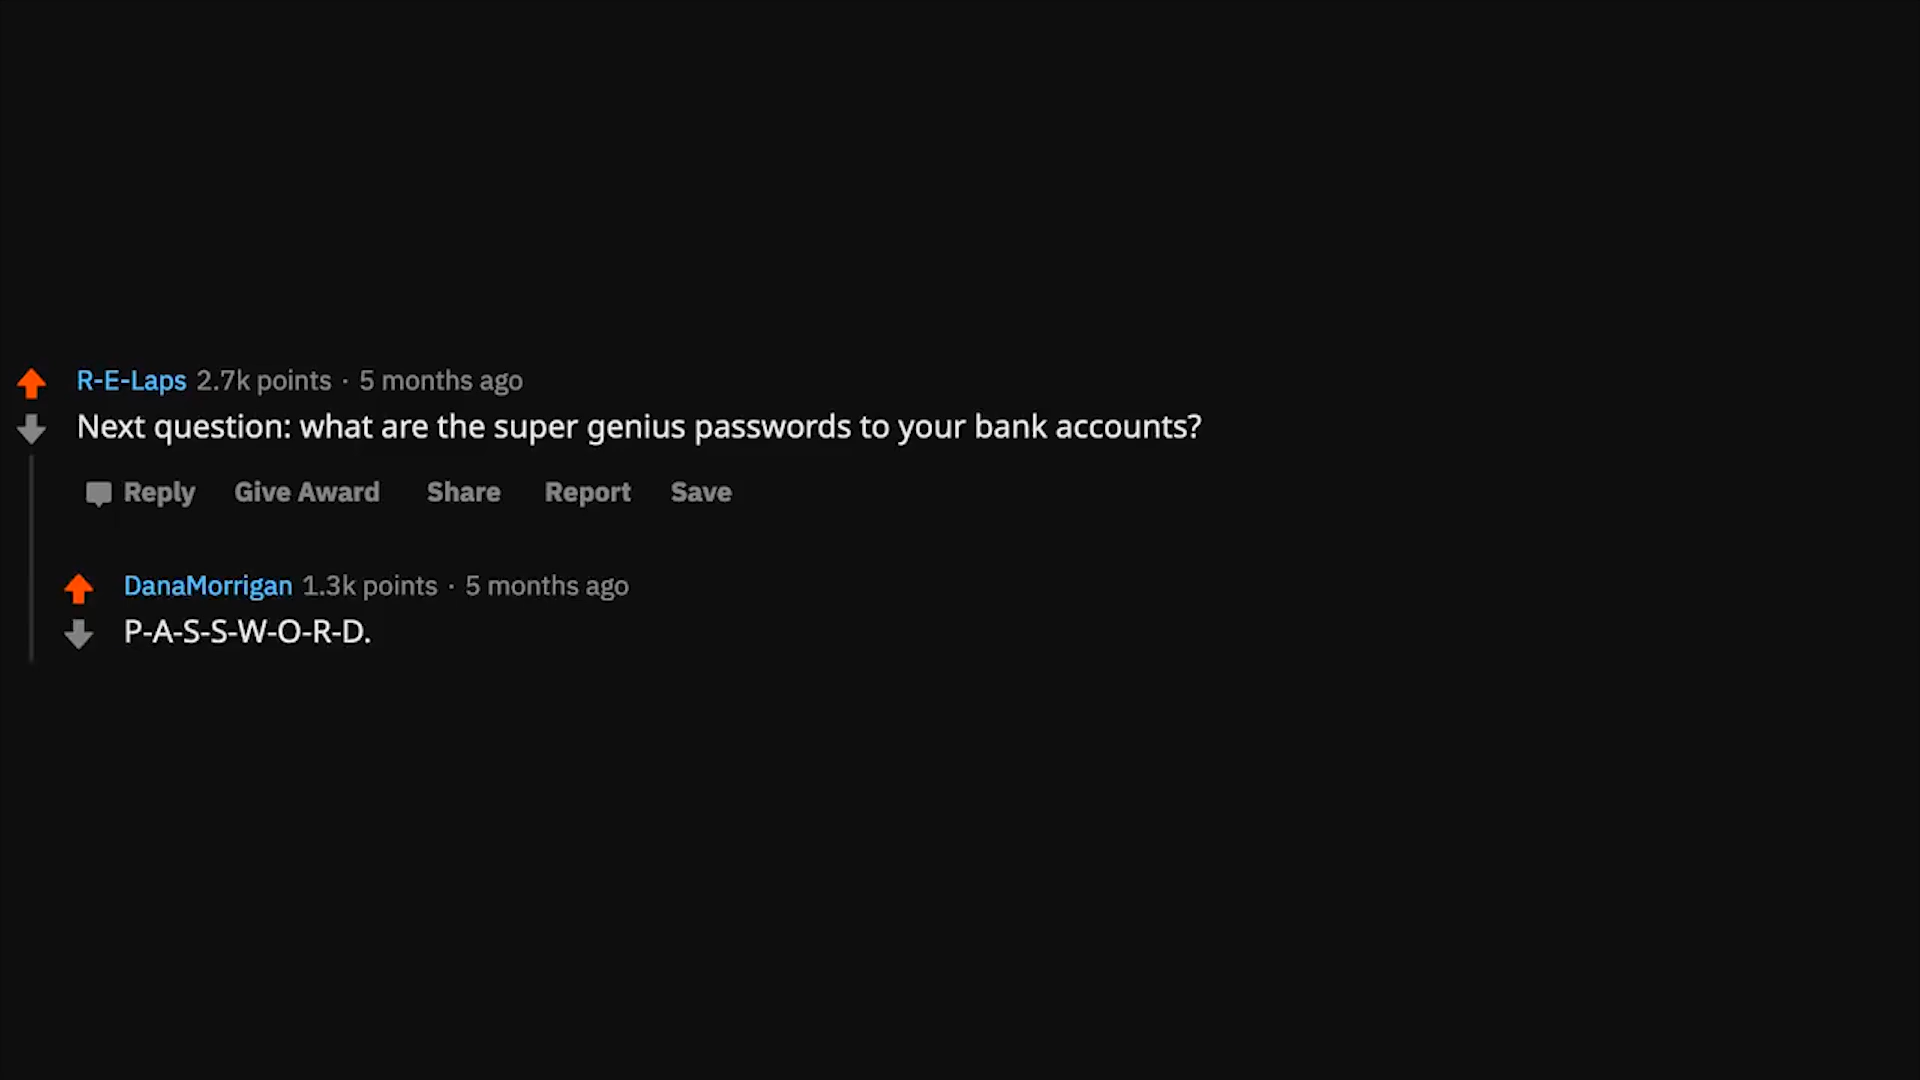 R-E-Laps 2.7k points · 5 months ago
Next question: what are the super genius passwords to your bank accounts?
Reply Give Award Share Report Save
DanaMorrigan 1.3k points · 5 months ago
P-A-S-S-W-O-R-D.